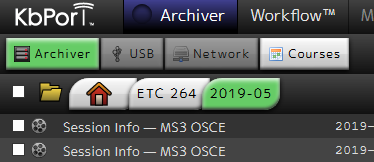 KbPort™ Archiver Workflow™ M
Archiver USB Network Courses
ETC 264 2019-05
Session Info — MS3 OSCE 2019-
Session Info — MS3 OSCE 2019-